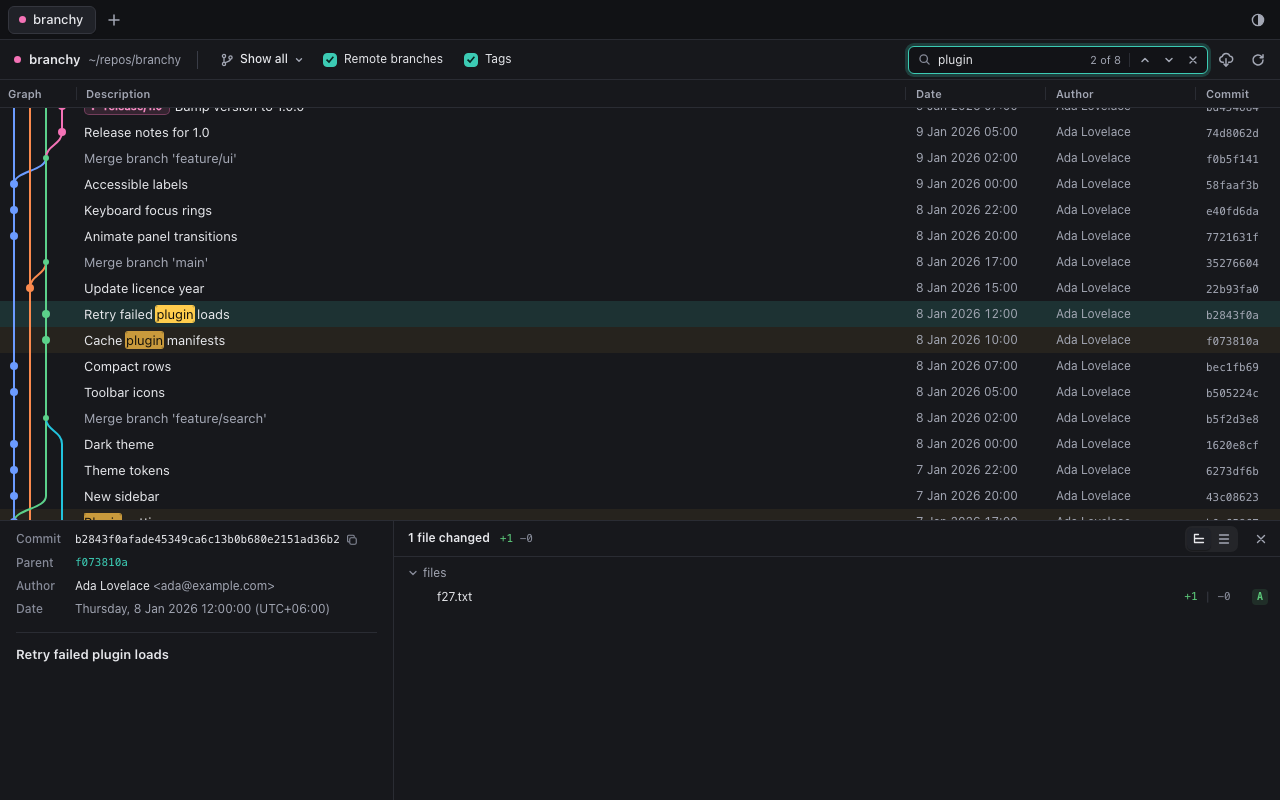 branchy
branchy ~/repos/branchy Show all Remote branches Tags plugin 2 of 8
Graph Description Date Author Commit
release/1.0 Bump version to 1.0.0 Ada Lovelace
Release notes for 1.0 9 Jan 2026 05:00 Ada Lovelace 74d8062d
Merge branch 'feature/ui' 9 Jan 2026 02:00 Ada Lovelace f0b5f141
Accessible labels 9 Jan 2026 00:00 Ada Lovelace 58faaf3b
Keyboard focus rings 8 Jan 2026 22:00 Ada Lovelace e40fd6da
Animate panel transitions 8 Jan 2026 20:00 Ada Lovelace 7721631f
Merge branch 'main' 8 Jan 2026 17:00 Ada Lovelace 35276604
Update licence year 8 Jan 2026 15:00 Ada Lovelace 22b93fa0
Retry failed plugin loads 8 Jan 2026 12:00 Ada Lovelace b2843f0a
Cache plugin manifests 8 Jan 2026 10:00 Ada Lovelace f073810a
Compact rows 8 Jan 2026 07:00 Ada Lovelace bec1fb69
Toolbar icons 8 Jan 2026 05:00 Ada Lovelace b505224c
Merge branch 'feature/search' 8 Jan 2026 02:00 Ada Lovelace b5f2d3e8
Dark theme 8 Jan 2026 00:00 Ada Lovelace 1620e8cf
Theme tokens 7 Jan 2026 22:00 Ada Lovelace 6273df6b
New sidebar 7 Jan 2026 20:00 Ada Lovelace 43c08623
Commit b2843f0afade45349ca6c13b0b680e2151ad36b2
Parent f073810a
Author Ada Lovelace <ada@example.com>
Date Thursday, 8 Jan 2026 12:00:00 (UTC+06:00)
Retry failed plugin loads
1 file changed +1 −0
files
f27.txt +1 | −0 A